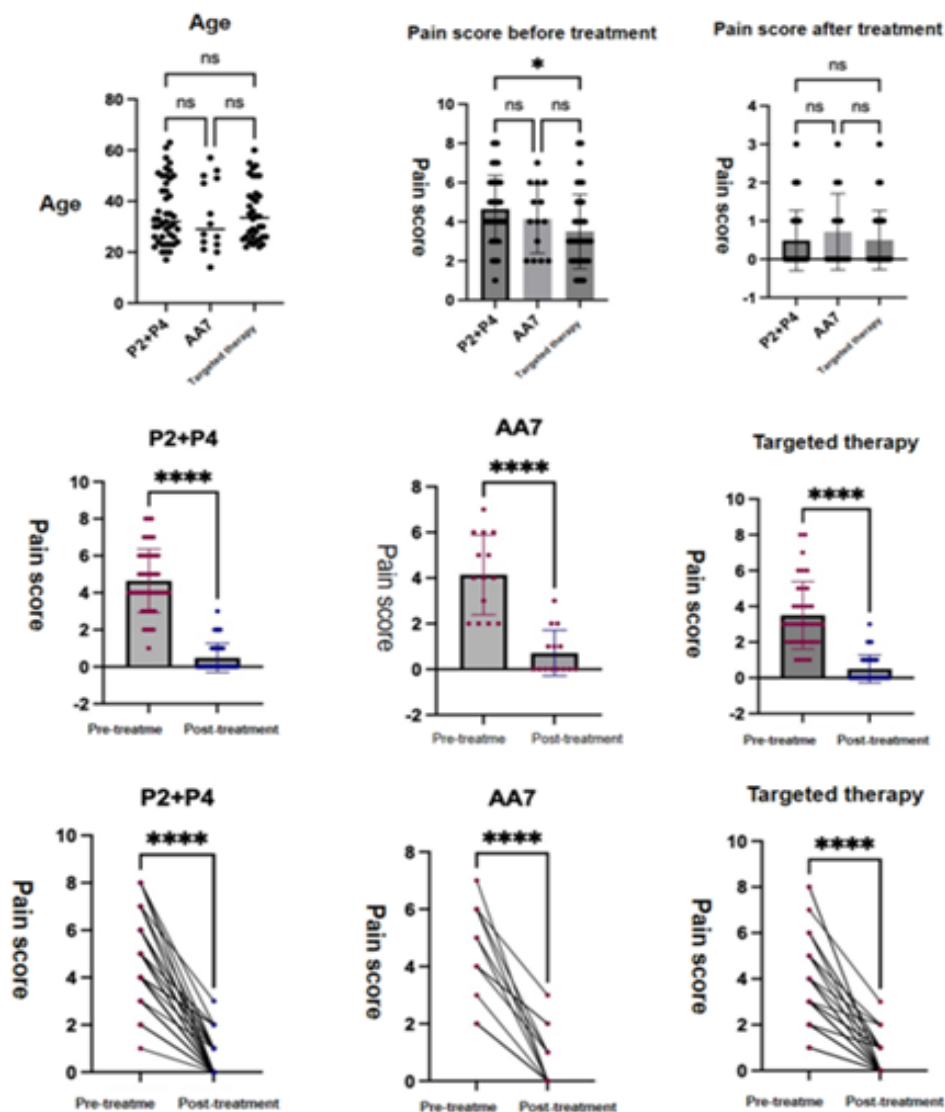 Age
ns
ns
ns
80
60
40
20
0
Age
P2+P4
AA7
Targeted therapy
Pain score before treatment
*
ns
ns
10
8
6
4
2
0
Pain score
P2+P4
AA7
Targeted therapy
Pain score after treatment
ns
ns
ns
4
3
2
1
0
-1
Pain score
P2+P4
AA7
Targeted therapy
P2+P4
****
10
8
6
4
2
0
-2
Pain score
Pre-treatme
Post-treatment
AA7
****
8
6
4
2
0
-2
Pain score
Pre-treatme
Post-treatment
Targeted therapy
****
10
8
6
4
2
0
-2
Pain score
Pre-treatme
Post-treatment
P2+P4
****
10
8
6
4
2
0
Pain score
Pre-treatme
Post-treatment
AA7
****
8
6
4
2
0
Pain score
Pre-treatme
Post-treatment
Targeted therapy
****
10
8
6
4
2
0
Pain score
Pre-treatme
Post-treatment